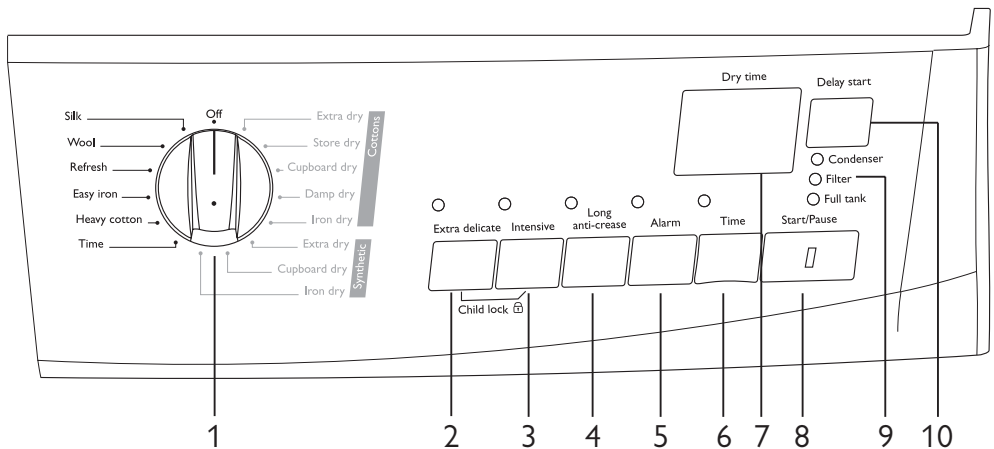 Dry time
Delay start
Off
Silk
Wool
Refresh
Easy iron
Heavy cotton
Time
Extra dry
Store dry
Cupboard dry
Damp dry
Iron dry
Cottons
Extra dry
Cupboard dry
Iron dry
Synthetic
Condenser
Filter
Full tank
Extra delicate
Intensive
Long
anti-crease
Alarm
Time
Start/Pause
Child lock
1 2 3 4 5 6 7 8 9 10